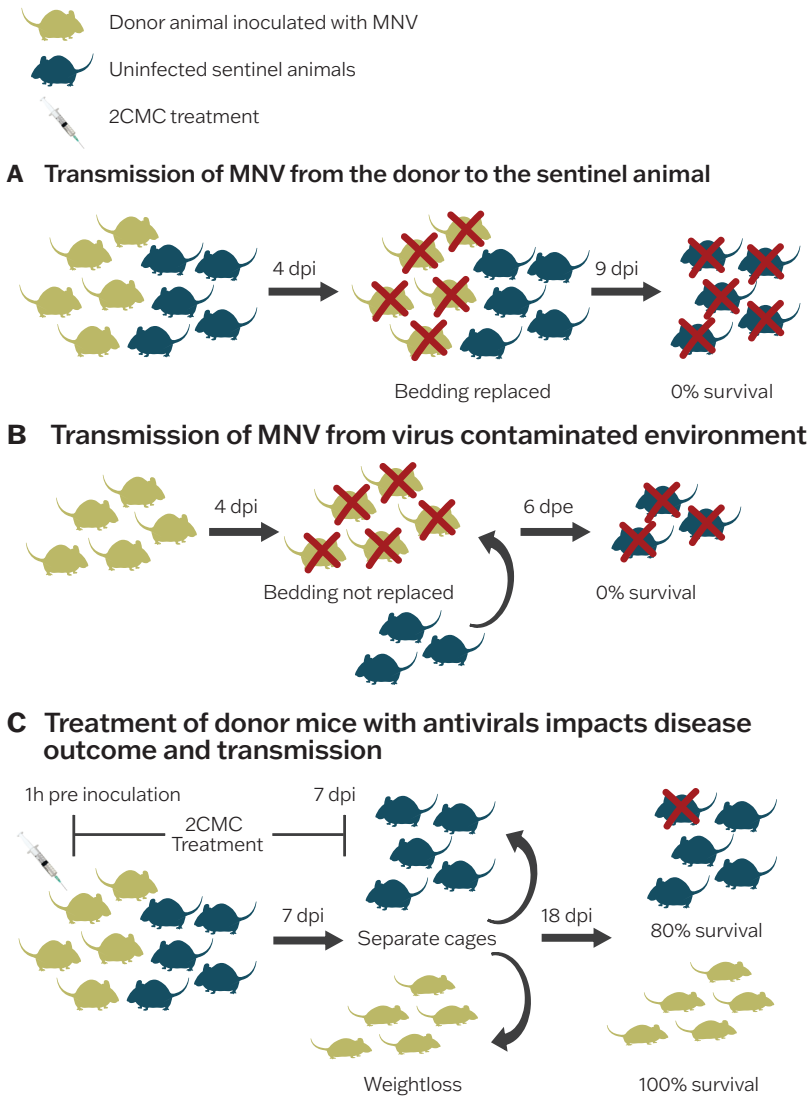 Donor animal inoculated with MNV
Uninfected sentinel animals
2CMC treatment
A Transmission of MNV from the donor to the sentinel animal
4 dpi
9 dpi
Bedding replaced
0% survival
B Transmission of MNV from virus contaminated environment
4 dpi
6 dpe
Bedding not replaced
0% survival
C Treatment of donor mice with antivirals impacts disease
outcome and transmission
1h pre inoculation
7 dpi
2CMC
Treatment
7 dpi
Separate cages
18 dpi
80% survival
Weightloss
100% survival